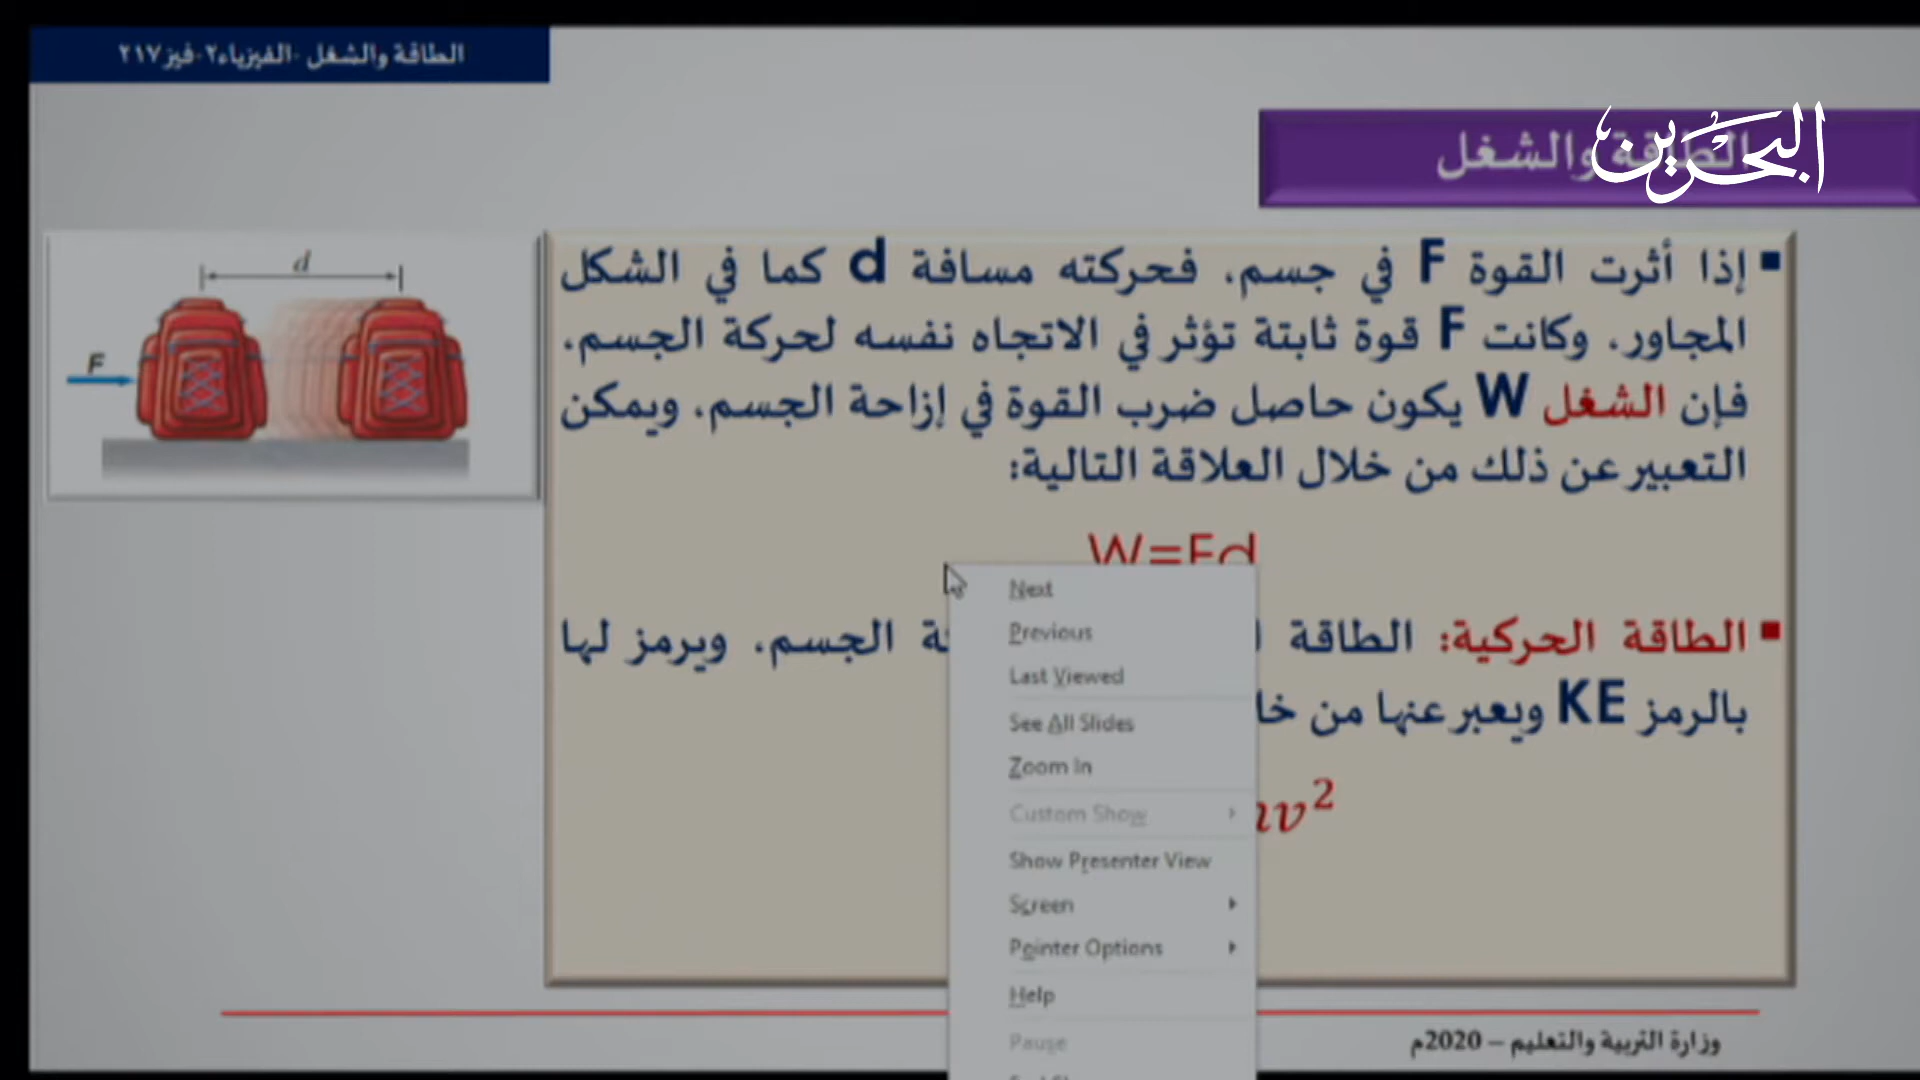 الطاقة والشغل -الفيزياء٢-فيز٢١٧
البحرين
الطاقة والشغل
إذا أثرت القوة F في جسم، فحركته مسافة d كما في الشكل
المجاور، وكانت F قوة ثابتة تؤثر في الاتجاه نفسه لحركة الجسم،
فإن الشغل W يكون حاصل ضرب القوة في إزاحة الجسم، ويمكن
التعبير عن ذلك من خلال العلاقة التالية:
d
F
W=Fd
الطاقة الحركية: الطاقة الجسم، ويرمز لها
بالرمز KE ويعبر عنها من
v²
Next
Previous
Last Viewed
See All Slides
Zoom In
Custom Show
Show Presenter View
Screen
Pointer Options
Help
Pause
وزارة التربية والتعليم – 2020م